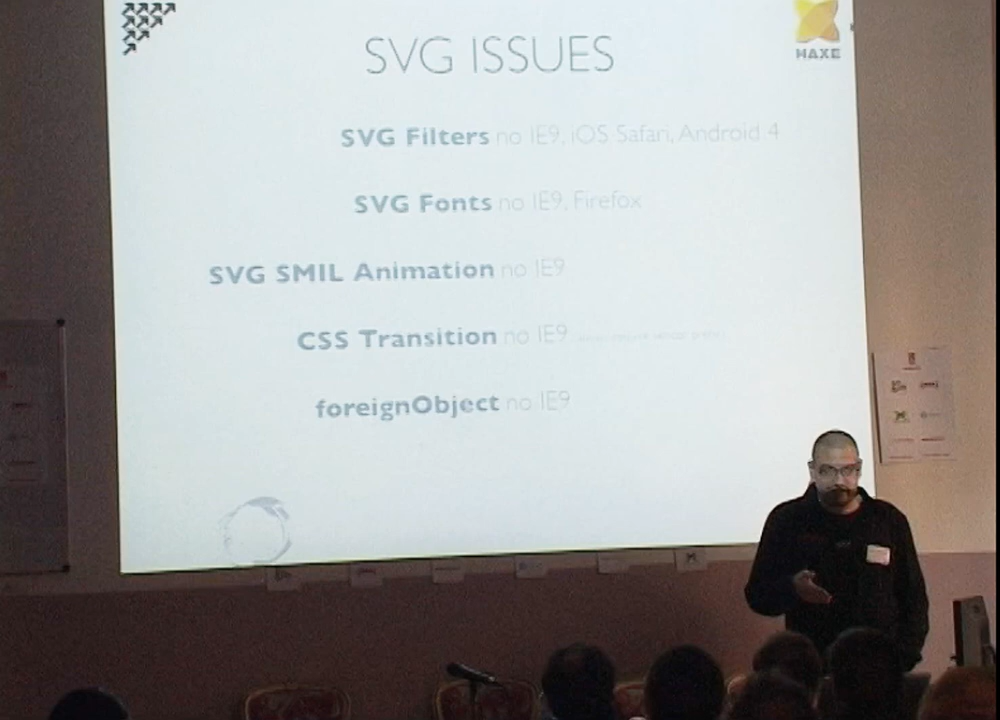 SVG ISSUES
HAXE
SVG Filters no IE9, iOS Safari, Android 4
SVG Fonts no IE9, Firefox
SVG SMIL Animation no IE9
CSS Transition no IE9
foreignObject no IE9